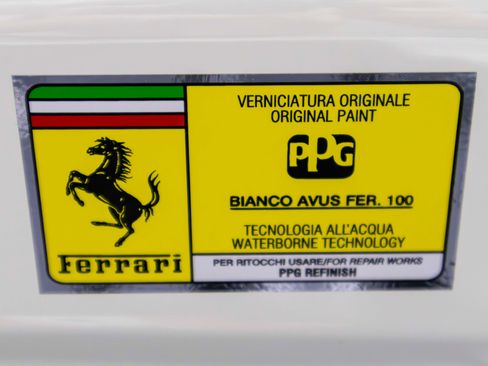 VERNICIATURA ORIGINALE
ORIGINAL PAINT
PPG
BIANCO AVUS FER. 100
TECNOLOGIA ALL'ACQUA
WATERBORNE TECHNOLOGY
PER RITOCCHI USARE/FOR REPAIR WORKS
PPG REFINISH
Ferrari